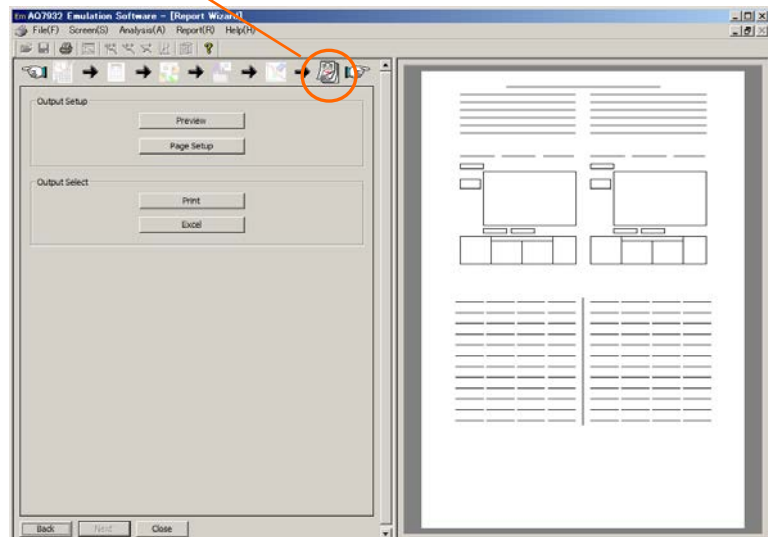 Em AQ7932 Emulation Software - [Report Wizard]
File(F) Screen(S) Analysis(A) Report(R) Help(H)
Output Setup
Preview
Page Setup
Output Select
Print
Excel
Back Next Close